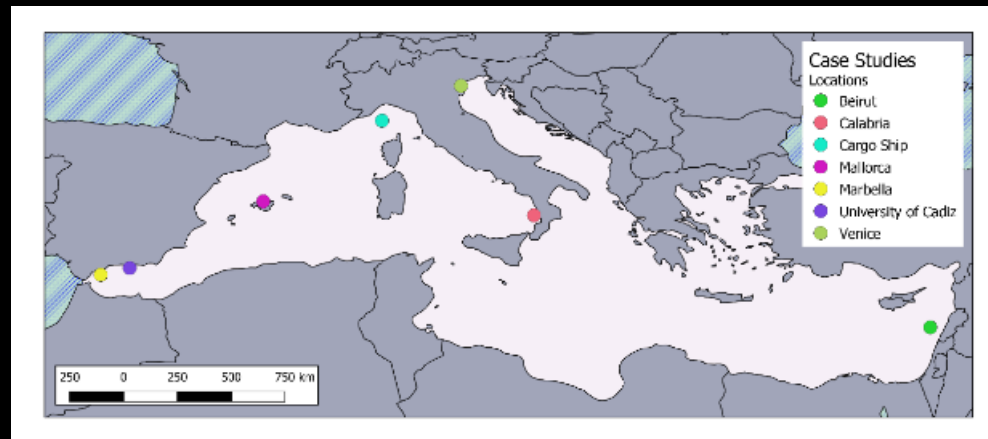 Case Studies
Locations
Beirut
Calabria
Cargo Ship
Mallorca
Marbella
University of Cadiz
Venice
250 0 250 500 750 km